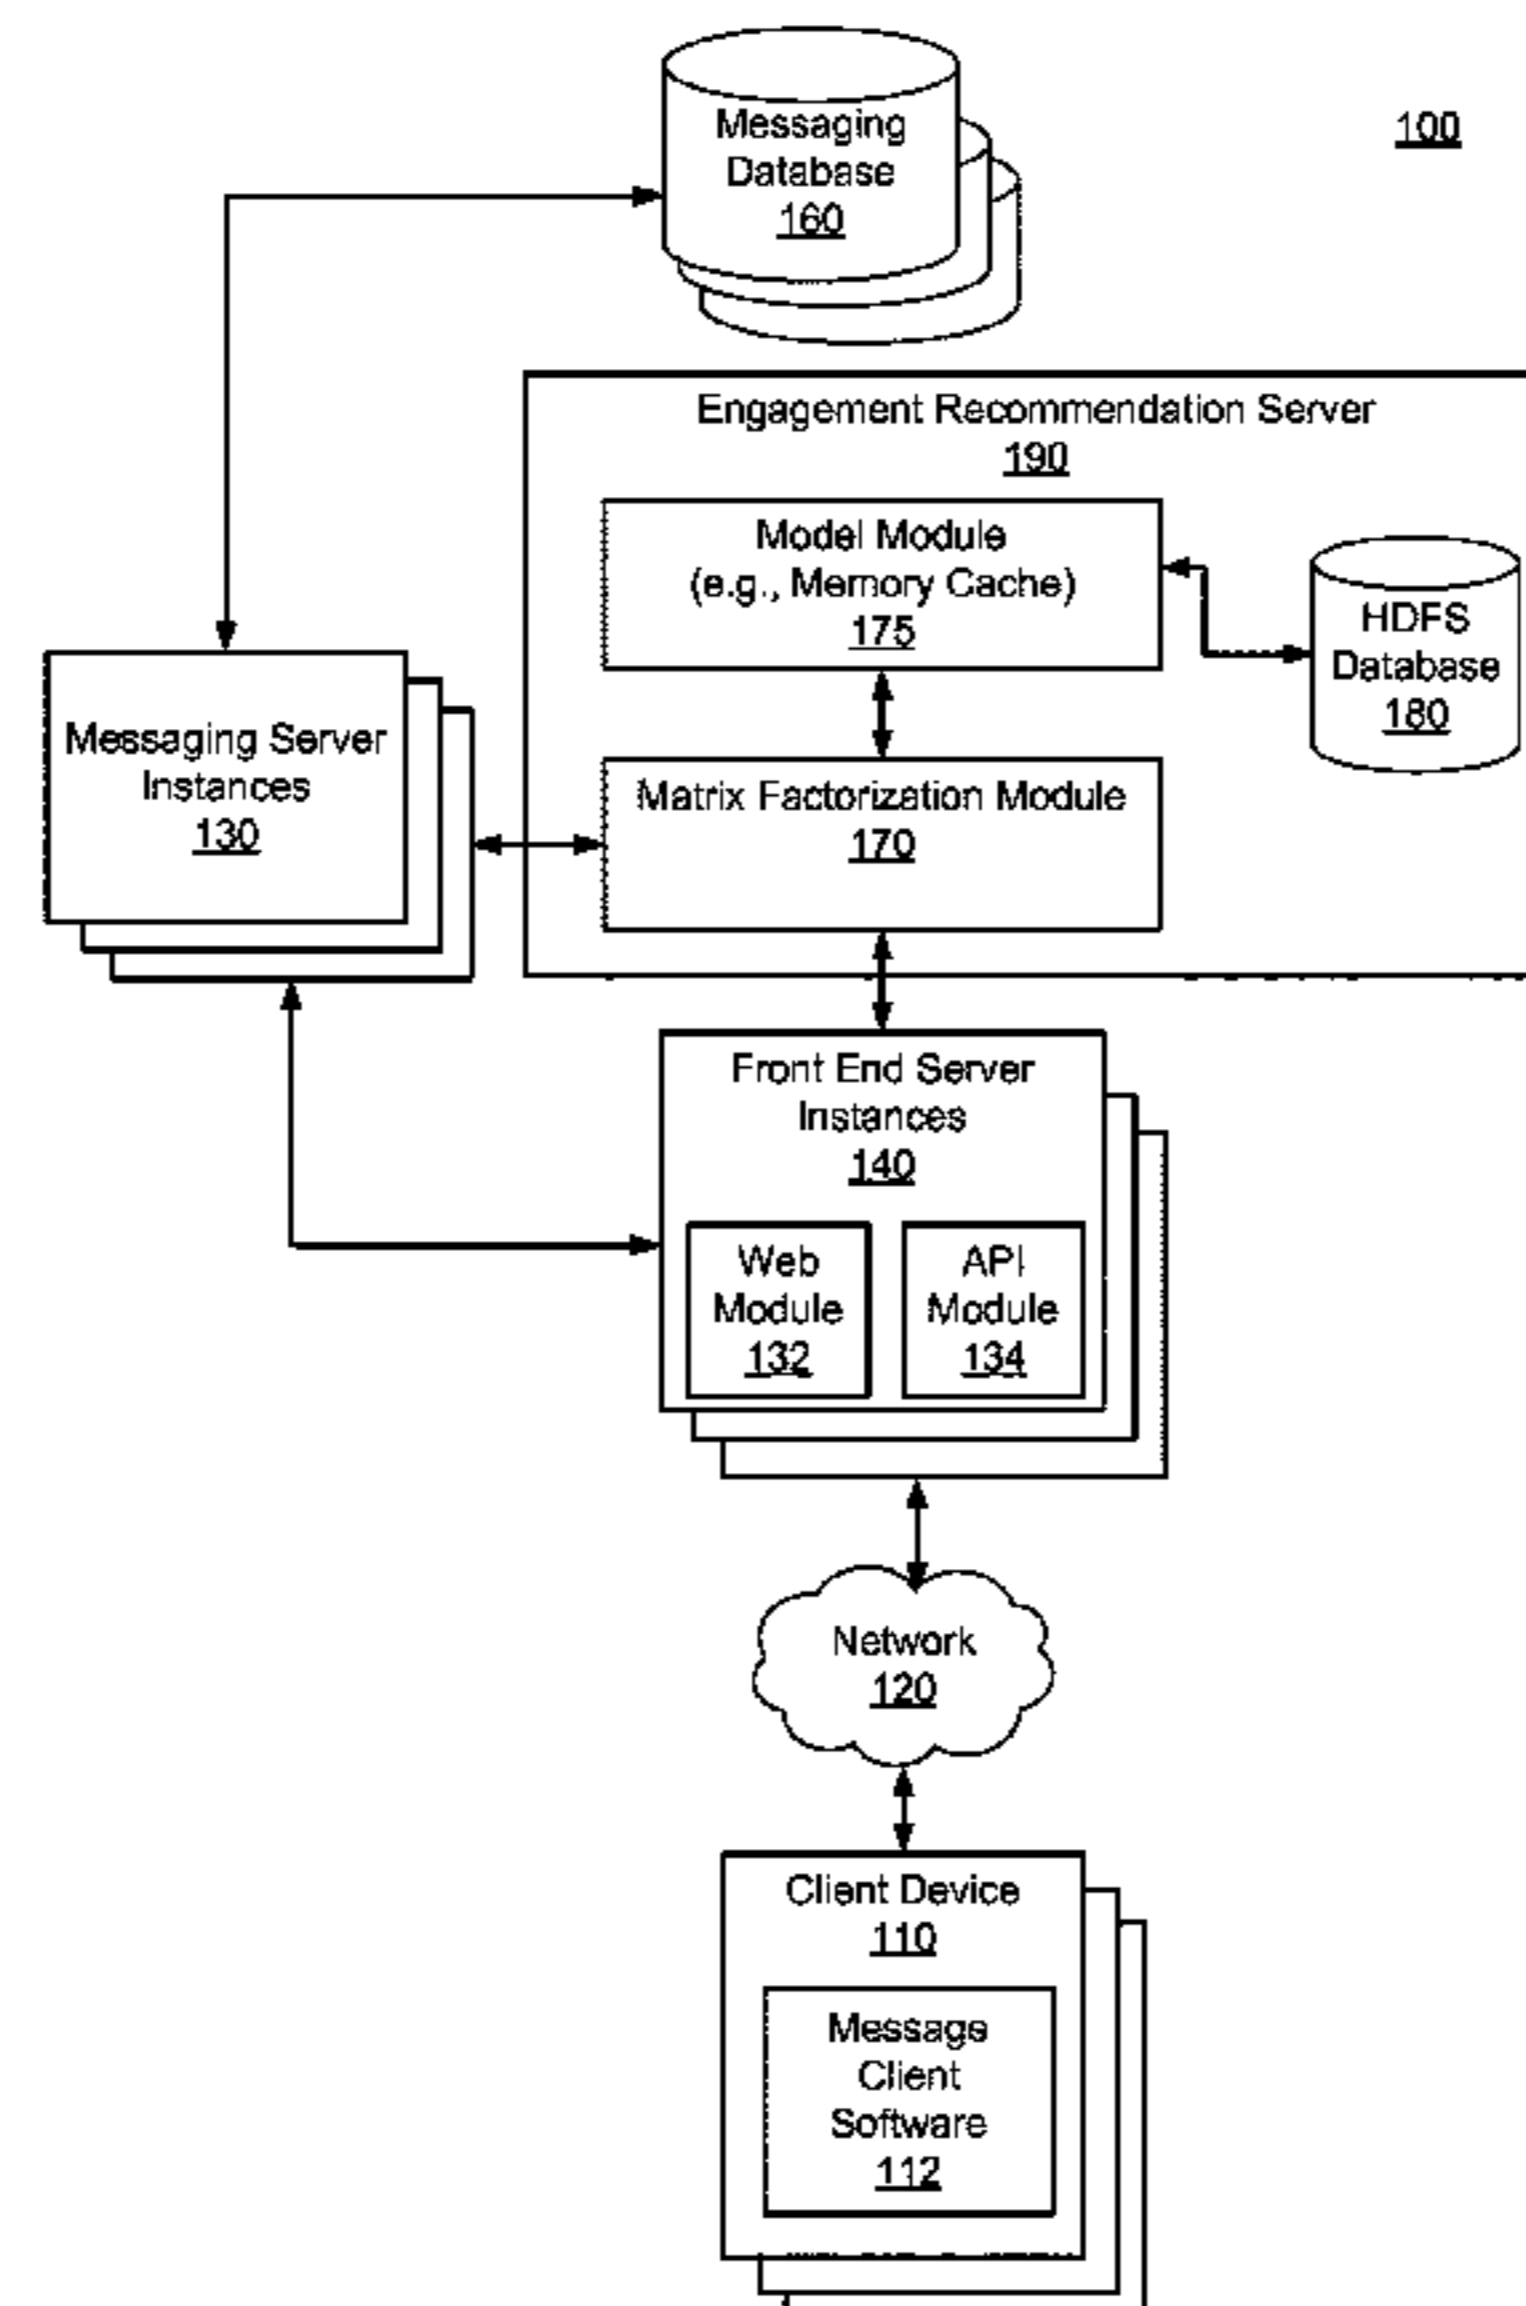 Messaging
Database
160
100
Engagement Recommendation Server
190
Model Module
(e.g., Memory Cache)
175
HDFS
Database
180
Messaging Server
Instances
130
Matrix Factorization Module
170
Front End Server
Instances
140
Web
Module
132
API
Module
134
Network
120
Client Device
110
Message
Client
Software
112